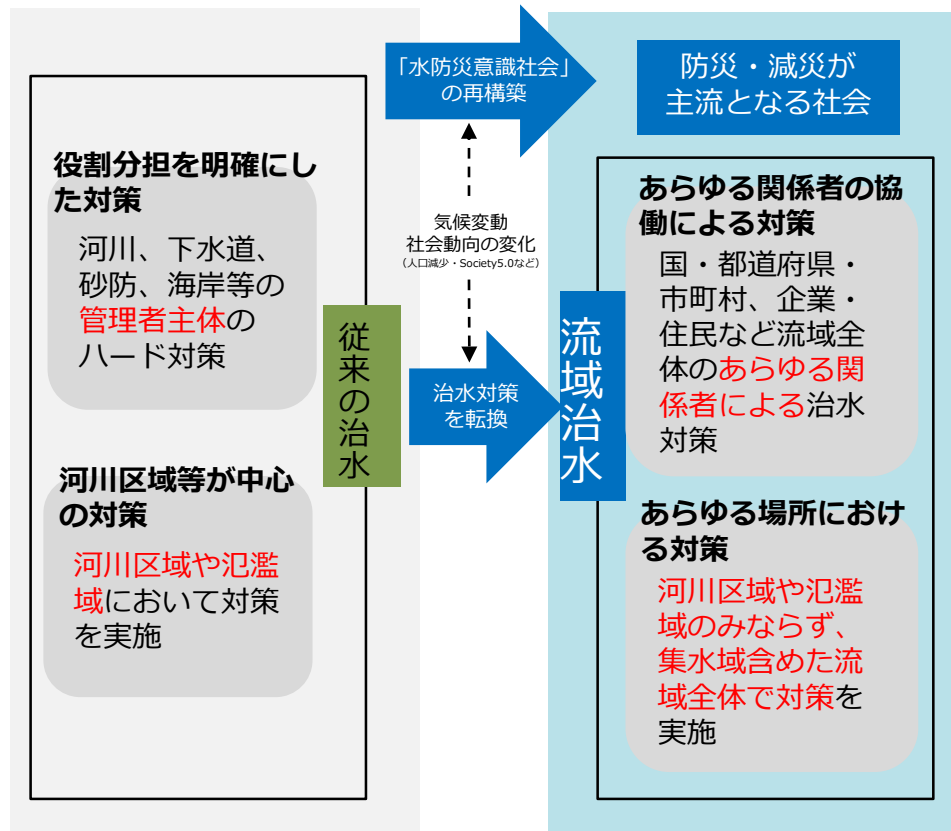 「水防災意識社会」
の再構築
防災・減災が
主流となる社会
役割分担を明確にし
た対策
河川、下水道、
砂防、海岸等の
管理者主体の
ハード対策
河川区域等が中心
の対策
河川区域や氾濫
域において対策
を実施
従来の治水
気候変動
社会動向の変化
(人口減少・Society5.0など)
治水対策
を転換
流域治水
あらゆる関係者の協
働による対策
国・都道府県・
市町村、企業・
住民など流域全
体のあらゆる関
係者による治水
対策
あらゆる場所におけ
る対策
河川区域や氾濫
域のみならず、
集水域含めた流
域全体で対策を
実施